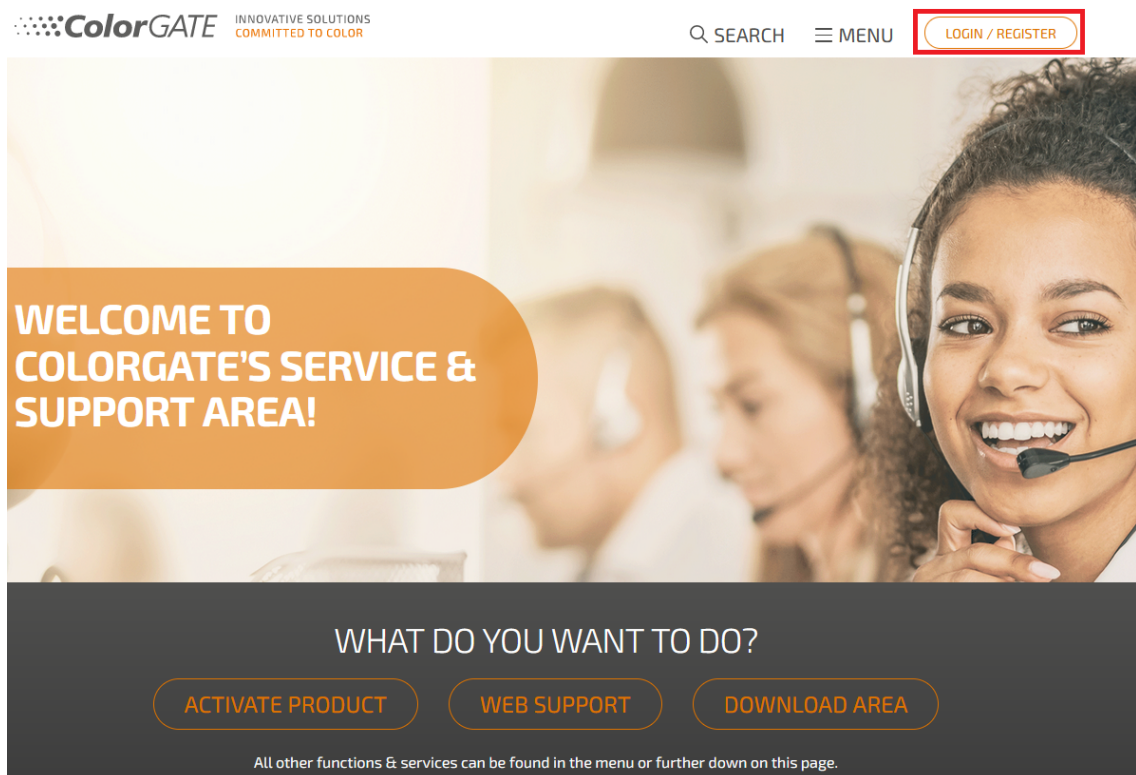 ColorGATE
INNOVATIVE SOLUTIONS
COMMITTED TO COLOR
SEARCH
MENU
LOGIN / REGISTER
WELCOME TO
COLORGATE’S SERVICE &
SUPPORT AREA!
WHAT DO YOU WANT TO DO?
ACTIVATE PRODUCT
WEB SUPPORT
DOWNLOAD AREA
All other functions & services can be found in the menu or further down on this page.